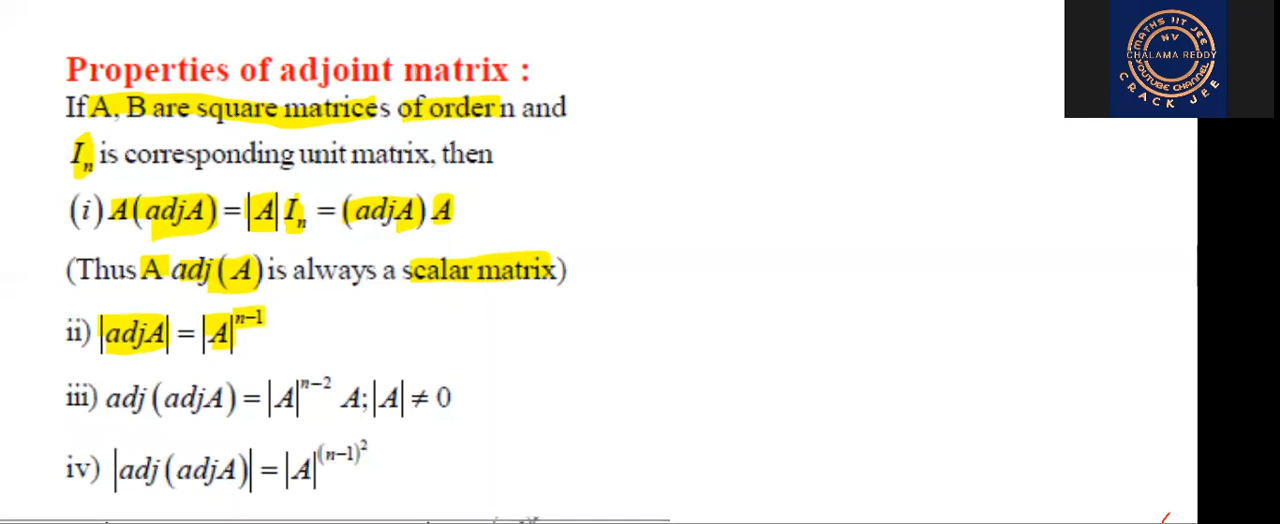 Properties of adjoint matrix :
If A, B are square matrices of order n and
Iₙ is corresponding unit matrix, then
(i) A(adjA) = |A| Iₙ = (adjA) A
(Thus A adj(A) is always a scalar matrix)
ii) |adjA| = |A|ⁿ⁻¹
iii) adj(adjA) = |A|ⁿ⁻² A; |A| ≠ 0
iv) |adj(adjA)| = |A|^(n−1)²
MATHS IIT JEE
NV
CHALAMA REDDY
YOUTUBE CHANNEL
CRACK JEE